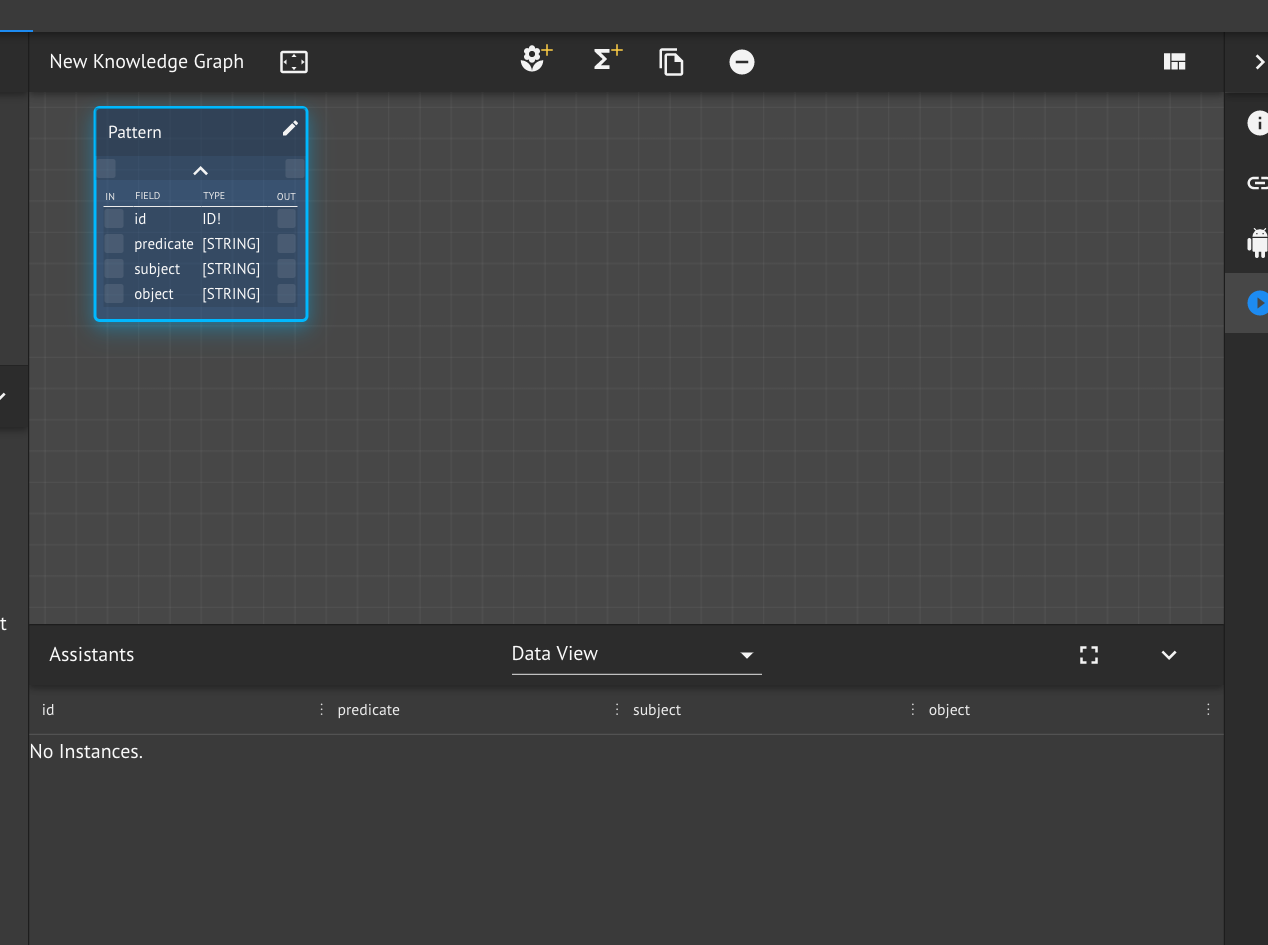 New Knowledge Graph
Pattern
IN FIELD TYPE OUT
id ID!
predicate [STRING]
subject [STRING]
object [STRING]
t
Assistants Data View
id predicate subject object
No Instances.